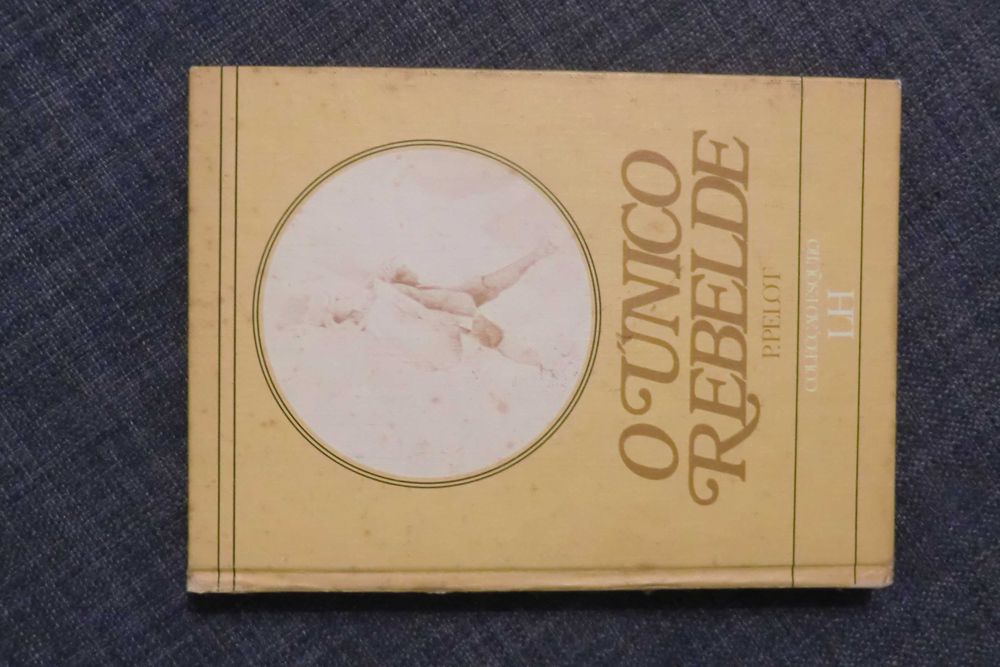 O ÚNICO
REBELDE
P. PELOT
COLECÇÃO ESQUILO
LH